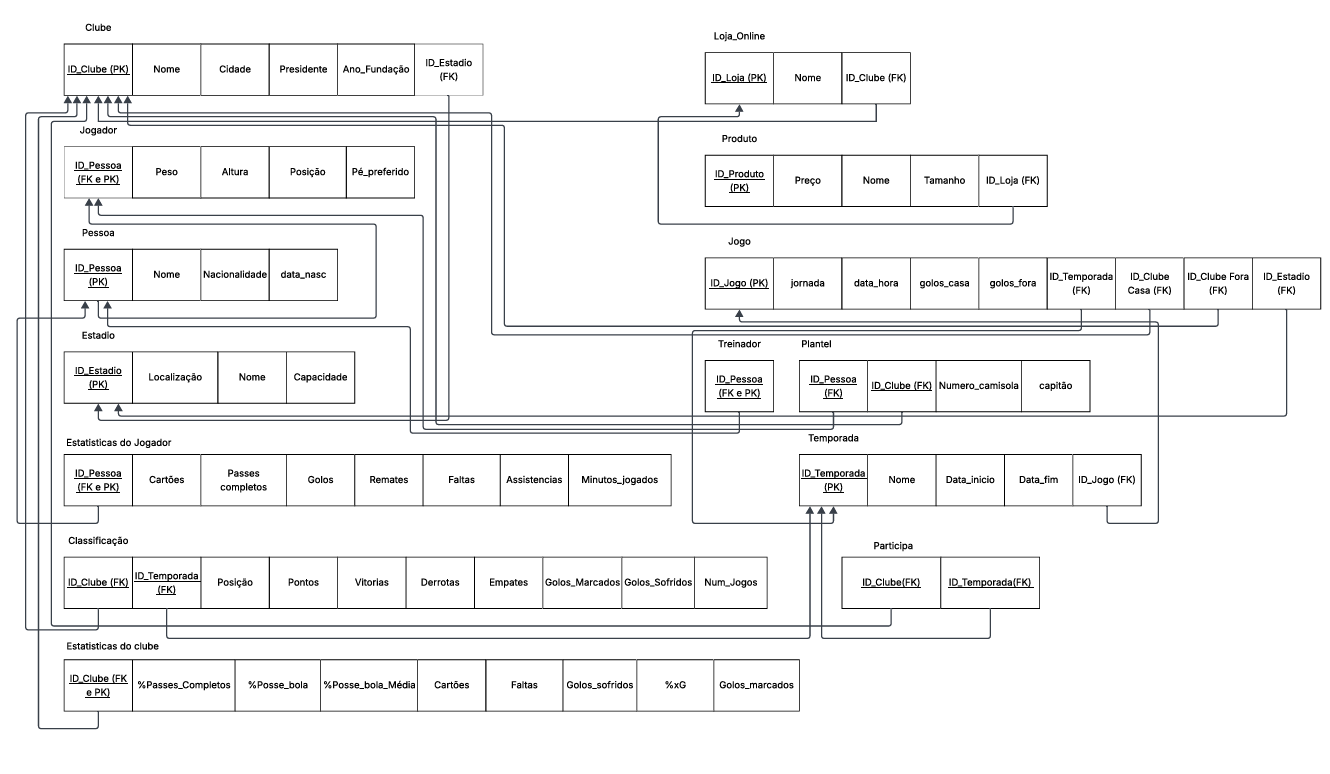 Clube
ID_Clube (PK)
Nome
Cidade
Presidente
Ano_Fundação
ID_Estadio
(FK)
Jogador
ID_Pessoa
(FK e PK)
Peso
Altura
Posição
Pé_preferido
Pessoa
ID_Pessoa
(PK)
Nome
Nacionalidade
data_nasc
Estadio
ID_Estadio
(PK)
Localização
Nome
Capacidade
Estatisticas do Jogador
ID_Pessoa
(FK e PK)
Cartões
Passes
completos
Golos
Remates
Faltas
Assistencias
Minutos_jogados
Classificação
ID_Clube (FK)
ID_Temporada
(FK)
Posição
Pontos
Vitorias
Derrotas
Empates
Golos_Marcados
Golos_Sofridos
Num_Jogos
Estatisticas do clube
ID_Clube (FK
e PK)
%Passes_Completos
%Posse_bola
%Posse_bola_Média
Cartões
Faltas
Golos_sofridos
%xG
Golos_marcados
Loja_Online
ID_Loja (PK)
Nome
ID_Clube (FK)
Produto
ID_Produto
(PK)
Preço
Nome
Tamanho
ID_Loja (FK)
Jogo
ID_Jogo (PK)
jornada
data_hora
golos_casa
golos_fora
ID_Temporada
(FK)
ID_Clube
Casa (FK)
ID_Clube Fora
(FK)
ID_Estadio
(FK)
Treinador
ID_Pessoa
(FK e PK)
Plantel
ID_Pessoa
(FK)
ID_Clube (FK)
Numero_camisola
capitão
Temporada
ID_Temporada
(PK)
Nome
Data_inicio
Data_fim
ID_Jogo (FK)
Participa
ID_Clube(FK)
ID_Temporada(FK)